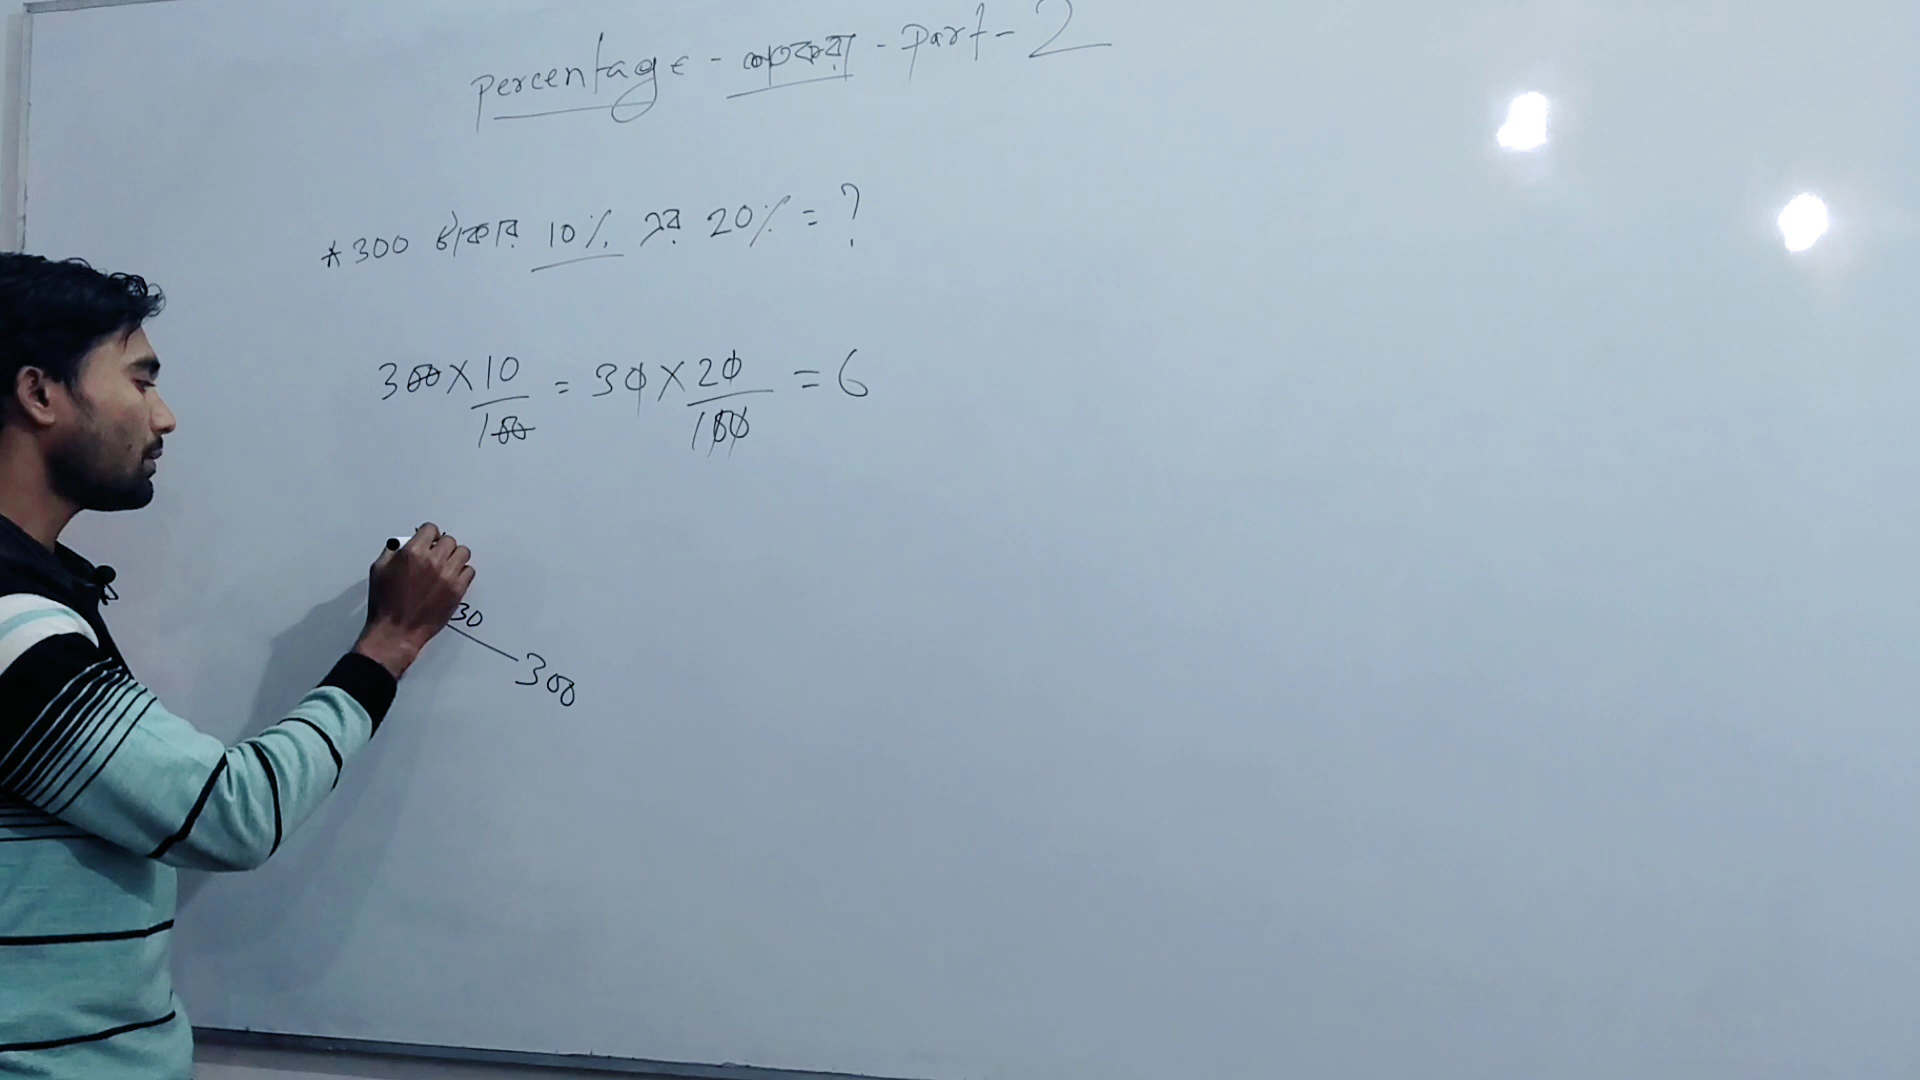 Percentage - শতকরা - Part - 2
* 300 টাকার 10% এর 20% = ?
300 × 10/100 = 30 × 20/100 = 6
30
300